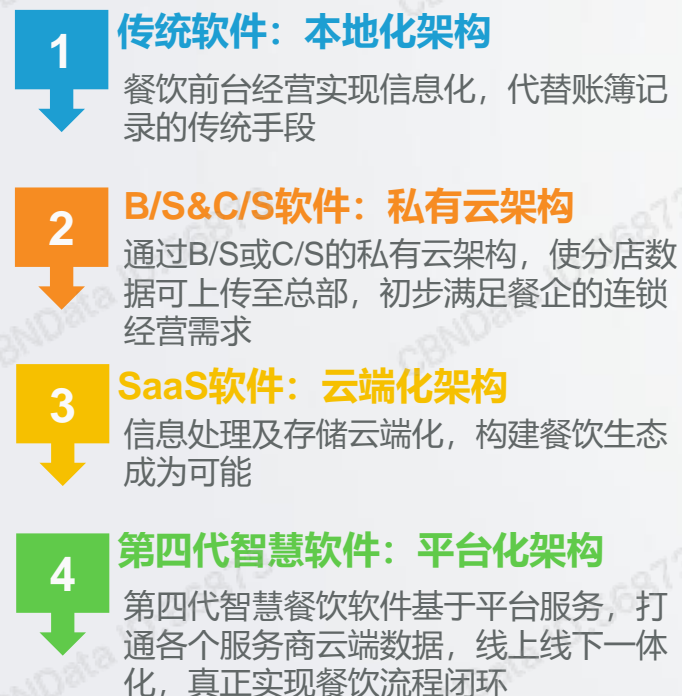 1
传统软件：本地化架构
餐饮前台经营实现信息化，代替账簿记
录的传统手段
2
B/S&C/S软件：私有云架构
通过B/S或C/S的私有云架构，使分店数
据可上传至总部，初步满足餐企的连锁
经营需求
3
SaaS软件：云端化架构
信息处理及存储云端化，构建餐饮生态
成为可能
4
第四代智慧软件：平台化架构
第四代智慧餐饮软件基于平台服务，打
通各个服务商云端数据，线上线下一体
化，真正实现餐饮流程闭环